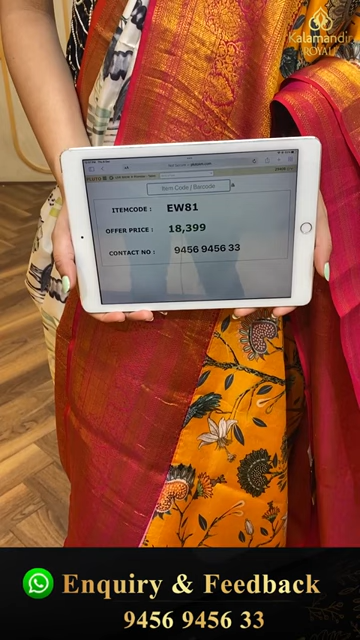 Kalamandir
ROYAL
Item Code / Barcode
ITEMCODE : EW81
OFFER PRICE : 18,399
CONTACT NO : 9456 9456 33
Enquiry & Feedback
9456 9456 33